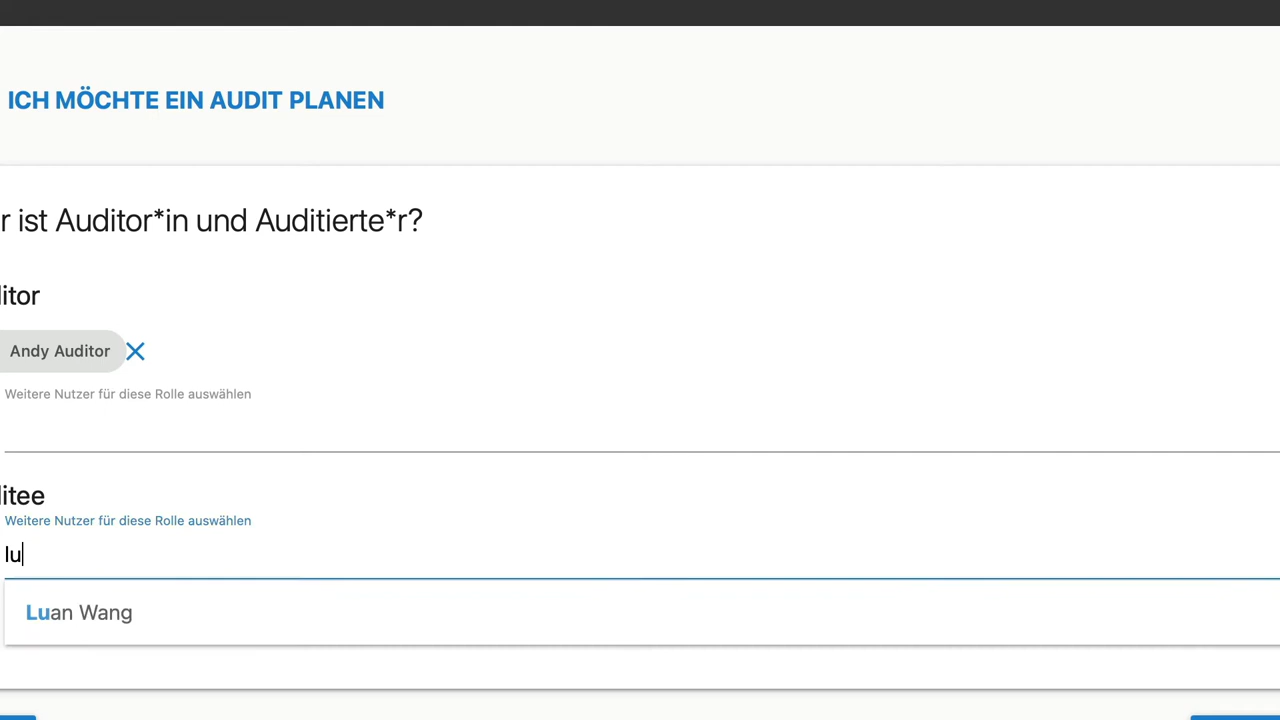 ICH MÖCHTE EIN AUDIT PLANEN
r ist Auditor*in und Auditierte*r?
litor
Andy Auditor
Weitere Nutzer für diese Rolle auswählen
litee
Weitere Nutzer für diese Rolle auswählen
lu
Luan Wang